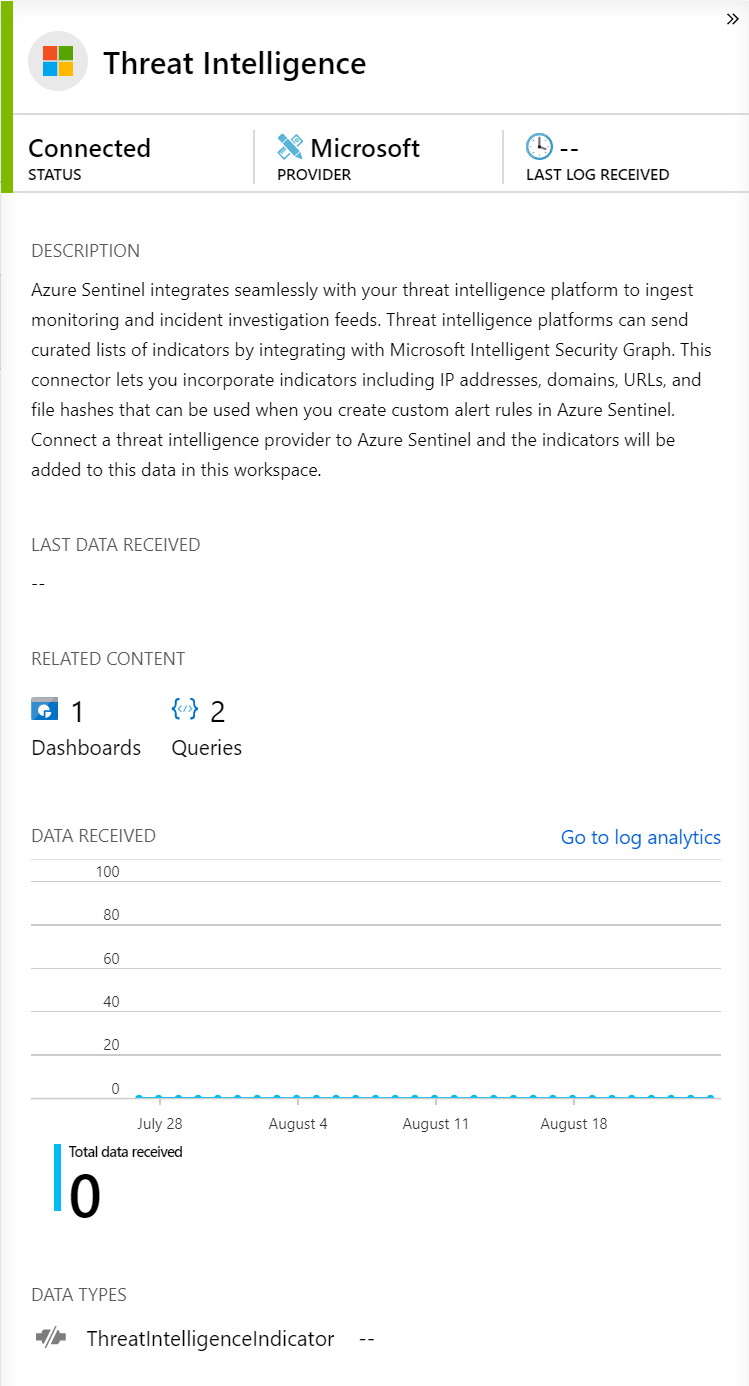 »
Threat Intelligence
Connected
STATUS
Microsoft
PROVIDER
--
LAST LOG RECEIVED
DESCRIPTION
Azure Sentinel integrates seamlessly with your threat intelligence platform to ingest
monitoring and incident investigation feeds. Threat intelligence platforms can send
curated lists of indicators by integrating with Microsoft Intelligent Security Graph. This
connector lets you incorporate indicators including IP addresses, domains, URLs, and
file hashes that can be used when you create custom alert rules in Azure Sentinel.
Connect a threat intelligence provider to Azure Sentinel and the indicators will be
added to this data in this workspace.
LAST DATA RECEIVED
--
RELATED CONTENT
1
Dashboards
2
Queries
DATA RECEIVED
Go to log analytics
100
80
60
40
20
0
July 28 August 4 August 11 August 18
Total data received
0
DATA TYPES
ThreatIntelligenceIndicator --